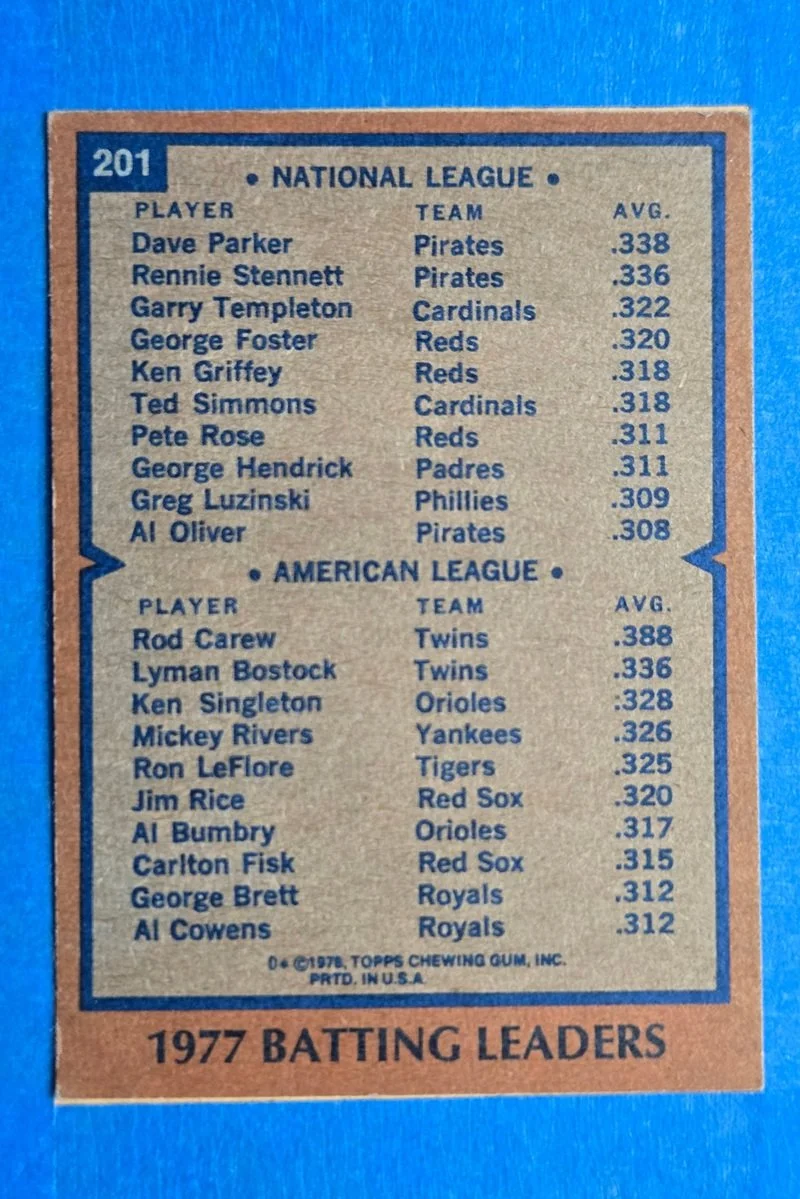 201
• NATIONAL LEAGUE •
PLAYER TEAM AVG.
Dave Parker Pirates .338
Rennie Stennett Pirates .336
Garry Templeton Cardinals .322
George Foster Reds .320
Ken Griffey Reds .318
Ted Simmons Cardinals .318
Pete Rose Reds .311
George Hendrick Padres .311
Greg Luzinski Phillies .309
Al Oliver Pirates .308
• AMERICAN LEAGUE •
PLAYER TEAM AVG.
Rod Carew Twins .388
Lyman Bostock Twins .336
Ken Singleton Orioles :328
Mickey Rivers Yankees .326
Ron LeFlore Tigers .325
Jim Rice Red Sox .320
Al Bumbry Orioles .317
Carlton Fisk Red Sox .315
George Brett Royals .312
Al Cowens Royals .312
D* ©1978, TOPPS CHEWING GUM, INC.
PRTD. IN U.S.A
1977 BATTING LEADERS